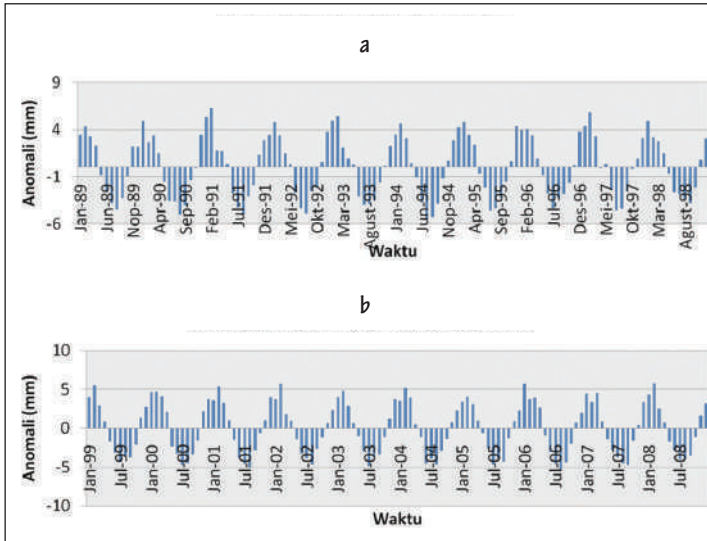 a
9
4
-1
-6
Anomali (mm)
Jan-89
Jun-89
Nop-89
Apr-90
Sep-90
Feb-91
Jul-91
Des-91
Mei-92
Okt-92
Mar-93
Agust-93
Jan-94
Jun-94
Nop-94
Apr-95
Sep-95
Feb-96
Jul-96
Des-96
Mei-97
Okt-97
Mar-98
Agust-98
Waktu
b
10
5
0
-5
-10
Anomali (mm)
Jan-99
Jul-99
Jan-00
Jul-00
Jan-01
Jul-01
Jan-02
Jul-02
Jan-03
Jul-03
Jan-04
Jul-04
Jan-05
Jul-05
Jan-06
Jul-06
Jan-07
Jul-07
Jan-08
Jul-08
Waktu